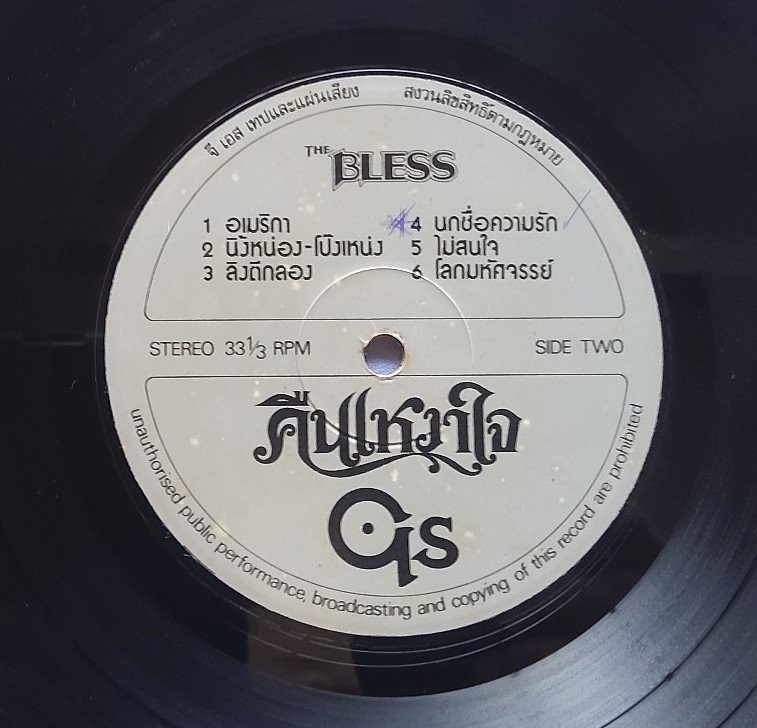 จี เอส เทปและแผ่นเสียง สงวนลิขสิทธิ์ตามกฎหมาย
THE BLESS
1 อเมริกา
2 นิ้งหน่อง-โป๊งเหน่ง
3 ลิงตีกลอง
4 นกชื่อความรัก
5 ไม่สนใจ
6 โลกมหัศจรรย์
STEREO 33 1/3 RPM
SIDE TWO
คืนเหงาใจ
GS
unauthorised public performance, broadcasting and copying of this record are prohibited